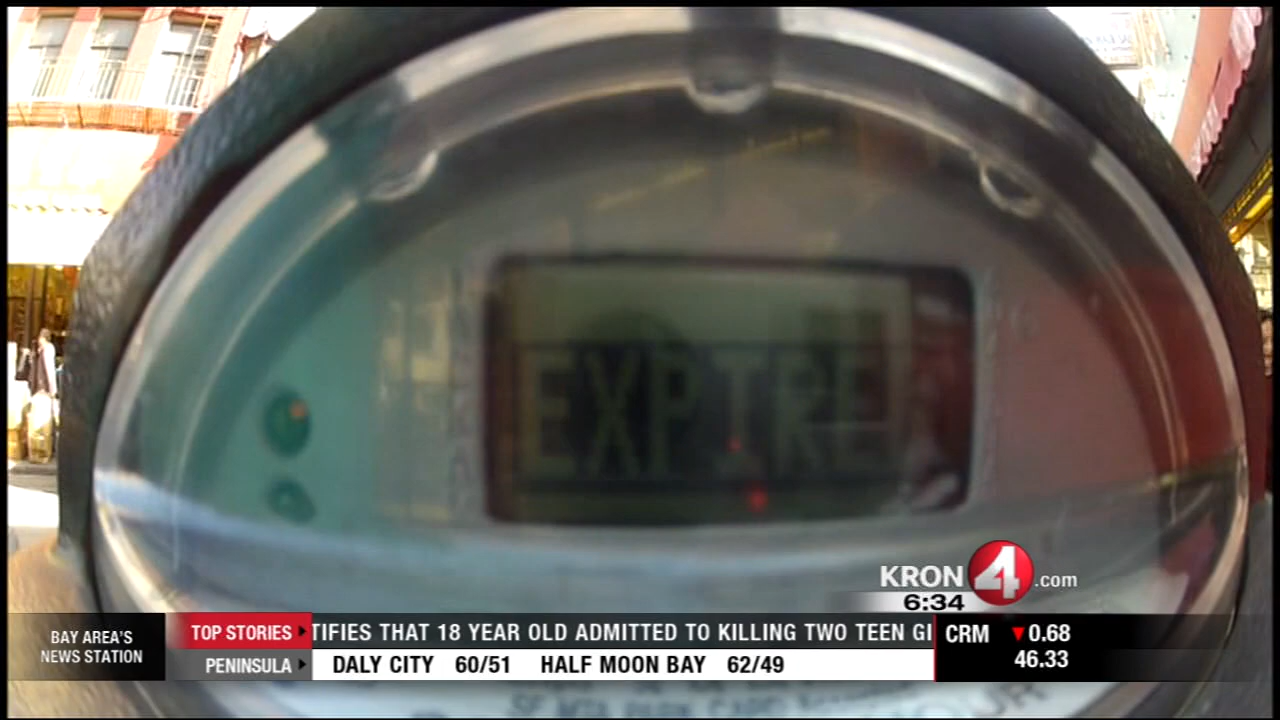 EXPIRE
KRON 4 .com
6:34
BAY AREA'S
NEWS STATION
TOP STORIES
TIFIES THAT 18 YEAR OLD ADMITTED TO KILLING TWO TEEN GI
PENINSULA
DALY CITY 60/51 HALF MOON BAY 62/49
CRM ▼0.68
46.33